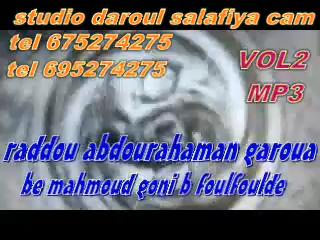 studio daroul salafiya cam
tel 675274275
tel 695274275
VOL2
MP3
raddou abdourahaman garoua
be mahmoud goni b foulfoulde